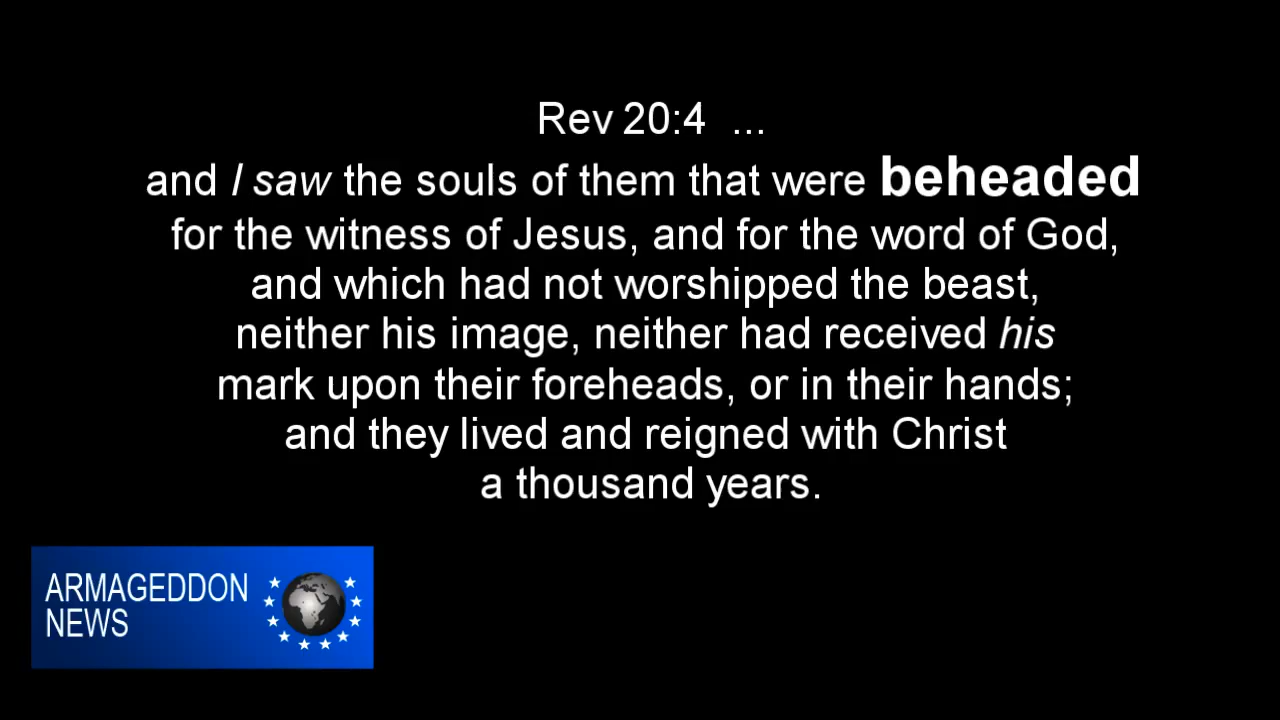 Rev 20:4 ...
and I saw the souls of them that were beheaded
for the witness of Jesus, and for the word of God,
and which had not worshipped the beast,
neither his image, neither had received his
mark upon their foreheads, or in their hands;
and they lived and reigned with Christ
a thousand years.
ARMAGEDDON
NEWS